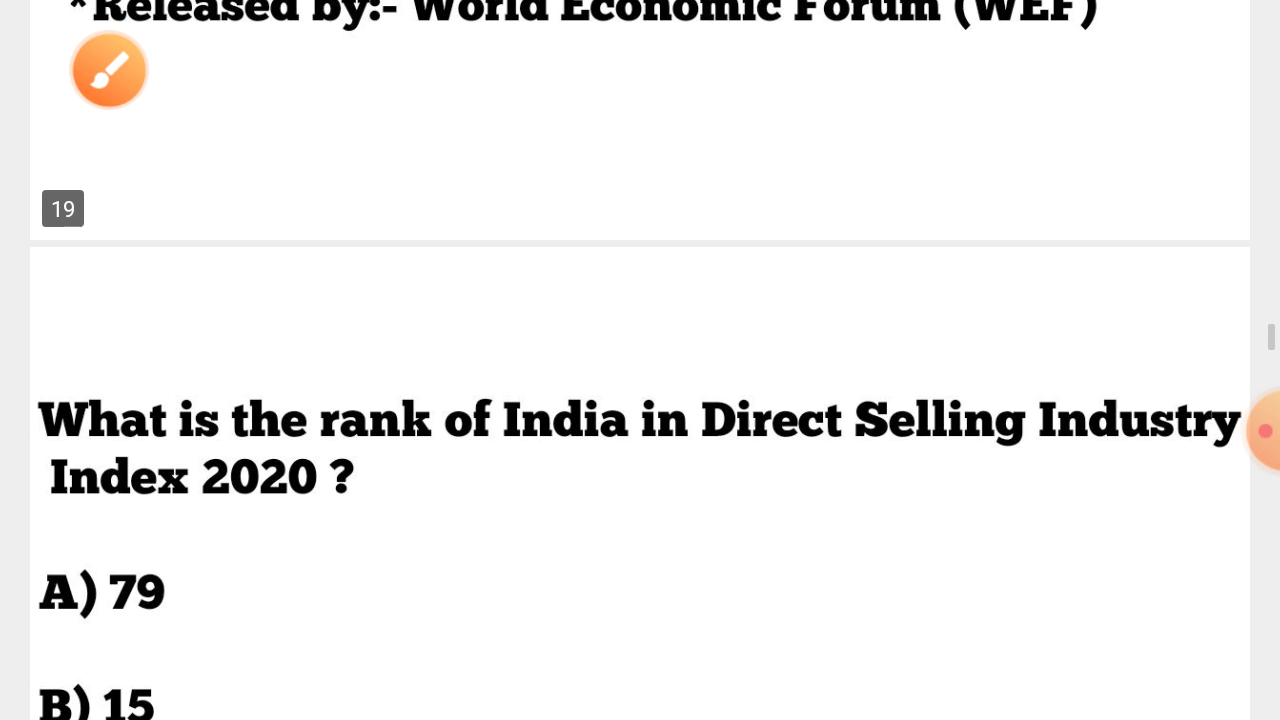 *Released by:- World Economic Forum (WEF)
19
What is the rank of India in Direct Selling Industry
Index 2020 ?
A) 79
B) 15